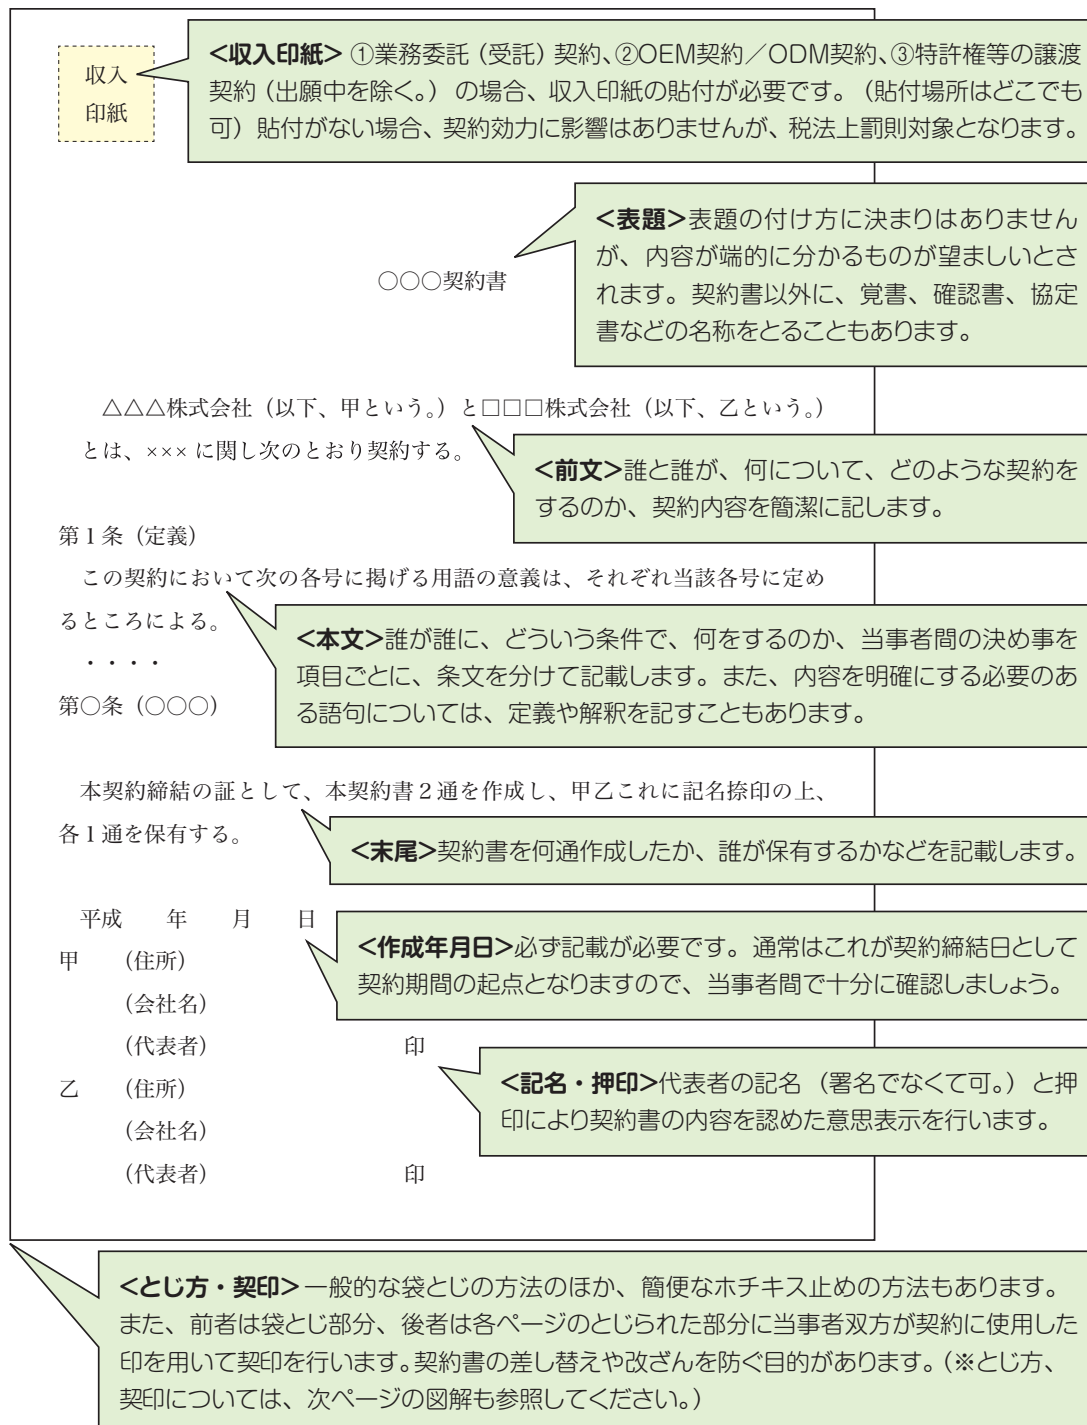 収入
印紙
<収入印紙> ①業務委託（受託）契約、②OEM契約／ODM契約、③特許権等の譲渡
契約（出願中を除く。）の場合、収入印紙の貼付が必要です。（貼付場所はどこでも
可）貼付がない場合、契約効力に影響はありませんが、税法上罰則対象となります。
<表題>表題の付け方に決まりはありません
が、内容が端的に分かるものが望ましいとさ
れます。契約書以外に、覚書、確認書、協定
書などの名称をとることもあります。
○○○契約書
△△△株式会社（以下、甲という。）と□□□株式会社（以下、乙という。）
とは、××× に関し次のとおり契約する。
<前文>誰と誰が、何について、どのような契約を
するのか、契約内容を簡潔に記します。
第１条（定義）
この契約において次の各号に掲げる用語の意義は、それぞれ当該各号に定め
るところによる。
・・・・
第○条（○○○）
<本文>誰が誰に、どういう条件で、何をするのか、当事者間の決め事を
項目ごとに、条文を分けて記載します。また、内容を明確にする必要のあ
る語句については、定義や解釈を記すこともあります。
本契約締結の証として、本契約書２通を作成し、甲乙これに記名捺印の上、
各１通を保有する。
<末尾>契約書を何通作成したか、誰が保有するかなどを記載します。
平成　　年　　月　　日
<作成年月日>必ず記載が必要です。通常はこれが契約締結日として
契約期間の起点となりますので、当事者間で十分に確認しましょう。
甲　　（住所）
（会社名）
（代表者）　　　　　　　　　印
<記名・押印>代表者の記名（署名でなくて可。）と押
印により契約書の内容を認めた意思表示を行います。
乙　　（住所）
（会社名）
（代表者）　　　　　　　　　印
<とじ方・契印>一般的な袋とじの方法のほか、簡便なホチキス止めの方法もあります。
また、前者は袋とじ部分、後者は各ページのとじられた部分に当事者双方が契約に使用した
印を用いて契印を行います。契約書の差し替えや改ざんを防ぐ目的があります。（※とじ方、
契印については、次ページの図解も参照してください。）